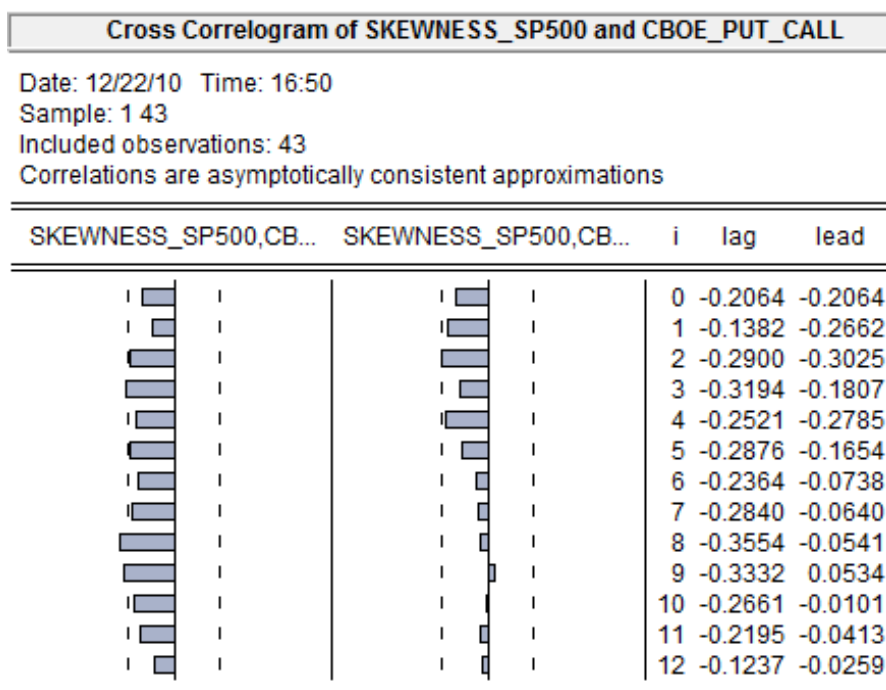 Cross Correlogram of SKEWNESS_SP500 and CBOE_PUT_CALL
Date: 12/22/10 Time: 16:50
Sample: 1 43
Included observations: 43
Correlations are asymptotically consistent approximations
SKEWNESS_SP500,CB... SKEWNESS_SP500,CB... i lag lead
0 -0.2064 -0.2064
1 -0.1382 -0.2662
2 -0.2900 -0.3025
3 -0.3194 -0.1807
4 -0.2521 -0.2785
5 -0.2876 -0.1654
6 -0.2364 -0.0738
7 -0.2840 -0.0640
8 -0.3554 -0.0541
9 -0.3332 0.0534
10 -0.2661 -0.0101
11 -0.2195 -0.0413
12 -0.1237 -0.0259